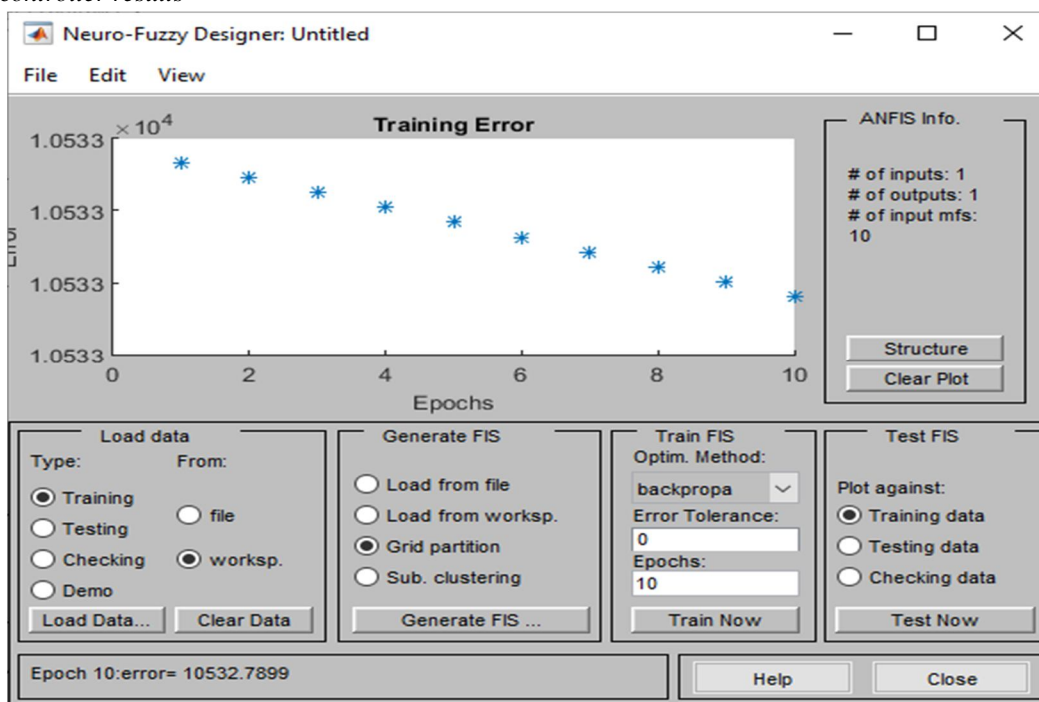 controller results
Neuro-Fuzzy Designer: Untitled
File Edit View
Training Error
× 10^4
1.0533
1.0533
1.0533
1.0533
0 2 4 6 8 10
Epochs
ANFIS Info.
# of inputs: 1
# of outputs: 1
# of input mfs:
10
Structure
Clear Plot
Load data
Type: From:
Training
Testing
Checking
Demo
file
worksp.
Load Data... Clear Data
Generate FIS
Load from file
Load from worksp.
Grid partition
Sub. clustering
Generate FIS ...
Train FIS
Optim. Method:
backpropa
Error Tolerance:
0
Epochs:
10
Train Now
Test FIS
Plot against:
Training data
Testing data
Checking data
Test Now
Epoch 10:error= 10532.7899
Help
Close